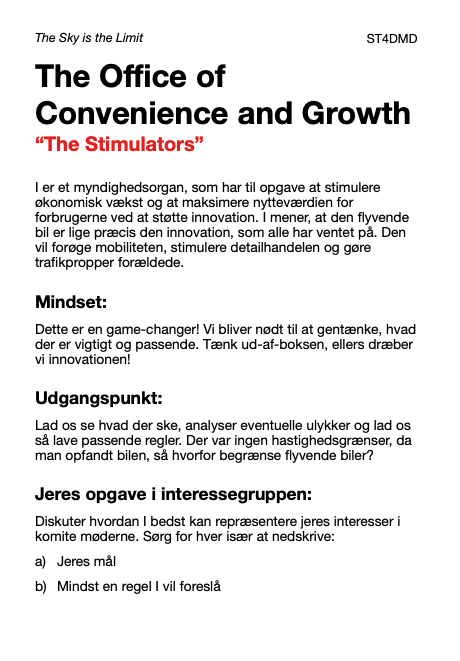 The Sky is the Limit
ST4DMD
The Office of
Convenience and Growth
“The Stimulators”
I er et myndighedsorgan, som har til opgave at stimulere
økonomisk vækst og at maksimere nytteværdien for
forbrugerne ved at støtte innovation. I mener, at den flyvende
bil er lige præcis den innovation, som alle har ventet på. Den
vil forøge mobiliteten, stimulere detailhandelen og gøre
trafikpropper forældede.
Mindset:
Dette er en game-changer! Vi bliver nødt til at gentænke, hvad
der er vigtigt og passende. Tænk ud-af-boksen, ellers dræber
vi innovationen!
Udgangspunkt:
Lad os se hvad der ske, analyser eventuelle ulykker og lad os
så lave passende regler. Der var ingen hastighedsgrænser, da
man opfandt bilen, så hvorfor begrænse flyvende biler?
Jeres opgave i interessegruppen:
Diskuter hvordan I bedst kan repræsentere jeres interesser i
komite møderne. Sørg for hver især at nedskrive:
a) Jeres mål
b) Mindst en regel I vil foreslå